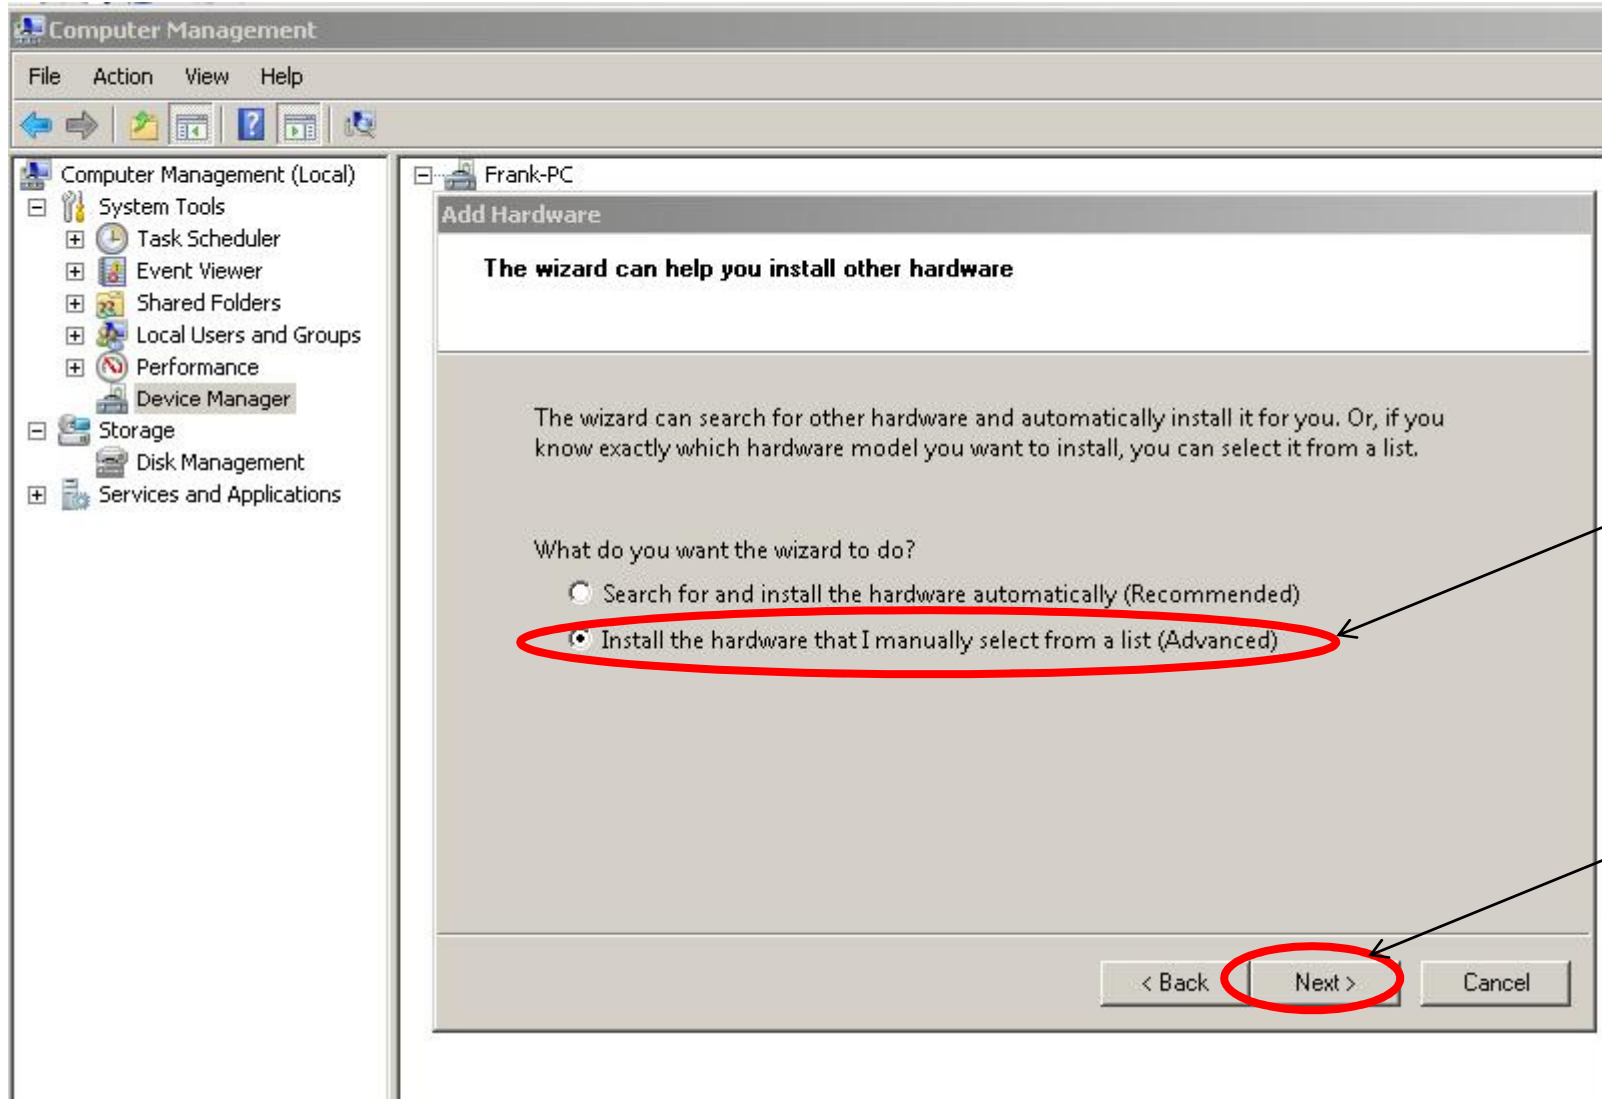 Computer Management
File Action View Help
Computer Management (Local)
System Tools
Task Scheduler
Event Viewer
Shared Folders
Local Users and Groups
Performance
Device Manager
Storage
Disk Management
Services and Applications
Frank-PC
Add Hardware
The wizard can help you install other hardware
The wizard can search for other hardware and automatically install it for you. Or, if you
know exactly which hardware model you want to install, you can select it from a list.
What do you want the wizard to do?
Search for and install the hardware automatically (Recommended)
Install the hardware that I manually select from a list (Advanced)
< Back Next > Cancel